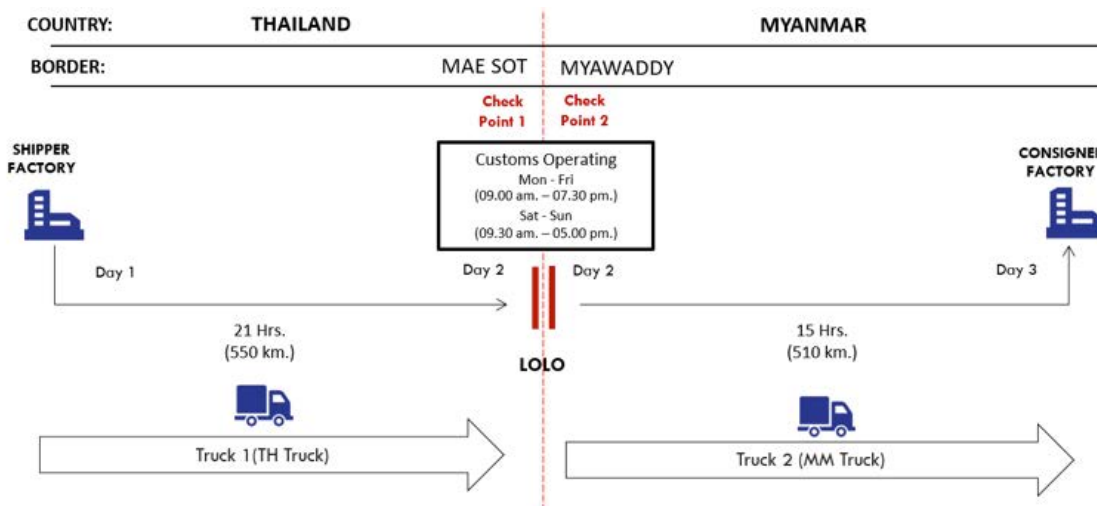 COUNTRY: THAILAND MYANMAR
BORDER: MAE SOT MYAWADDY
Check
Point 1
Check
Point 2
SHIPPER
FACTORY
Customs Operating
Mon - Fri
(09.00 am. – 07.30 pm.)
Sat - Sun
(09.30 am. – 05.00 pm.)
CONSIGNEE
FACTORY
Day 1
Day 2
Day 2
Day 3
21 Hrs.
(550 km.)
LOLO
15 Hrs.
(510 km.)
Truck 1(TH Truck)
Truck 2 (MM Truck)